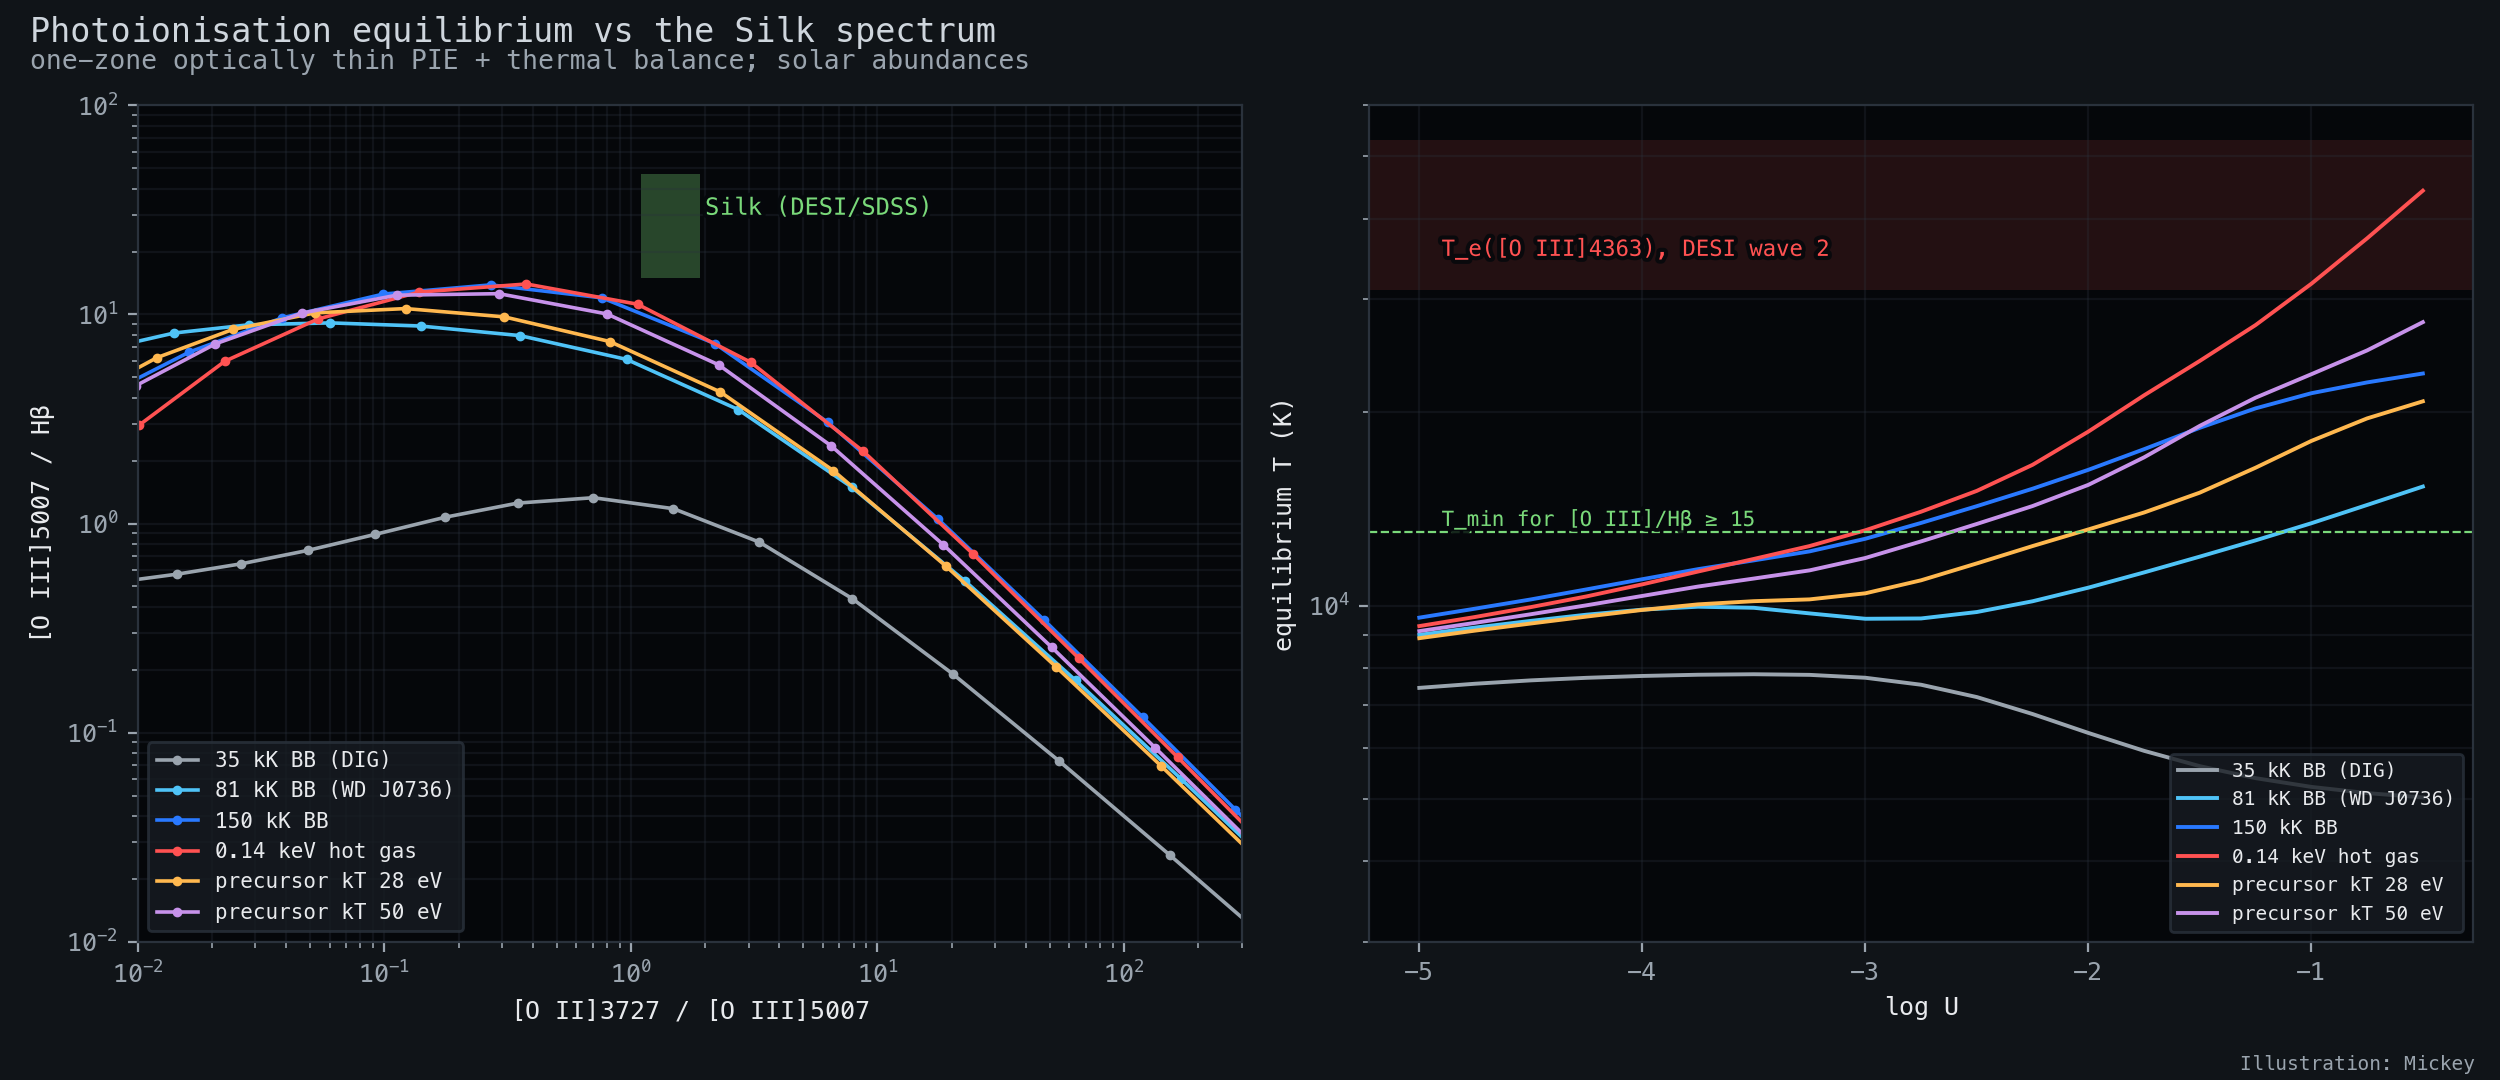 Photoionisation equilibrium vs the Silk spectrum
one−zone optically thin PIE + thermal balance; solar abundances
[O III]5007 / Hβ
10²
10¹
10⁰
10⁻¹
10⁻²
Silk (DESI/SDSS)
35 kK BB (DIG)
81 kK BB (WD J0736)
150 kK BB
0.14 keV hot gas
precursor kT 28 eV
precursor kT 50 eV
10⁻²
10⁻¹
10⁰
10¹
10²
[O II]3727 / [O III]5007
equilibrium T (K)
10⁴
T_e([O III]4363), DESI wave 2
T_min for [O III]/Hβ ≥ 15
35 kK BB (DIG)
81 kK BB (WD J0736)
150 kK BB
0.14 keV hot gas
precursor kT 28 eV
precursor kT 50 eV
−5
−4
−3
−2
−1
log U
Illustration: Mickey